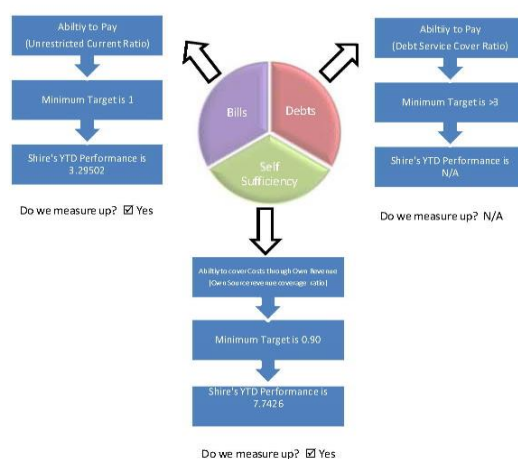 Abiltiy to Pay
(Unrestricted Current Ratio)
Minimum Target is 1
Shire's YTD Performance is
3.29502
Do we measure up? ☑ Yes
Bills
Debts
Self
Sufficiency
Abiltiy to Pay
(Debt Service Cover Ratio)
Minimum Target is >3
Shire's YTD Performance is
N/A
Do we measure up? N/A
Abiltiy to cover Costs through Own Revenue
(Own Source revenue coverage ratio)
Minimum Target is 0.90
Shire's YTD Performance is
7.7426
Do we measure up? ☑ Yes